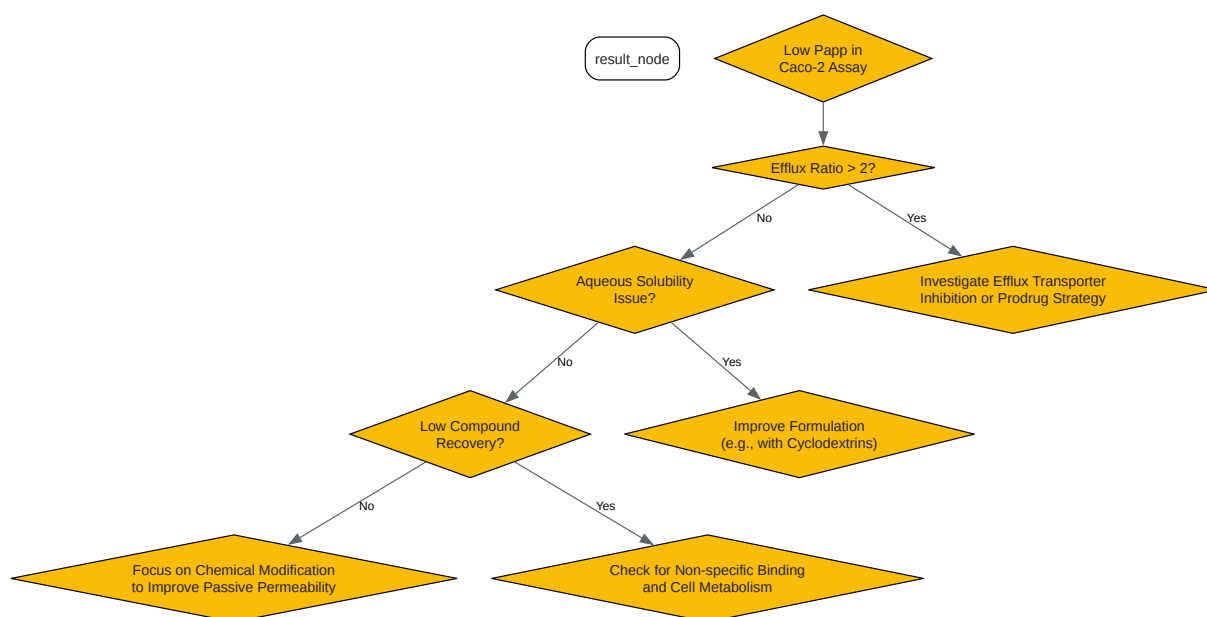 result_node
Low Papp in
Caco-2 Assay
Efflux Ratio > 2?
No
Yes
Aqueous Solubility
Issue?
Investigate Efflux Transporter
Inhibition or Prodrug Strategy
No
Yes
Low Compound
Recovery?
Improve Formulation
(e.g., with Cyclodextrins)
No
Yes
Focus on Chemical Modification
to Improve Passive Permeability
Check for Non-specific Binding
and Cell Metabolism